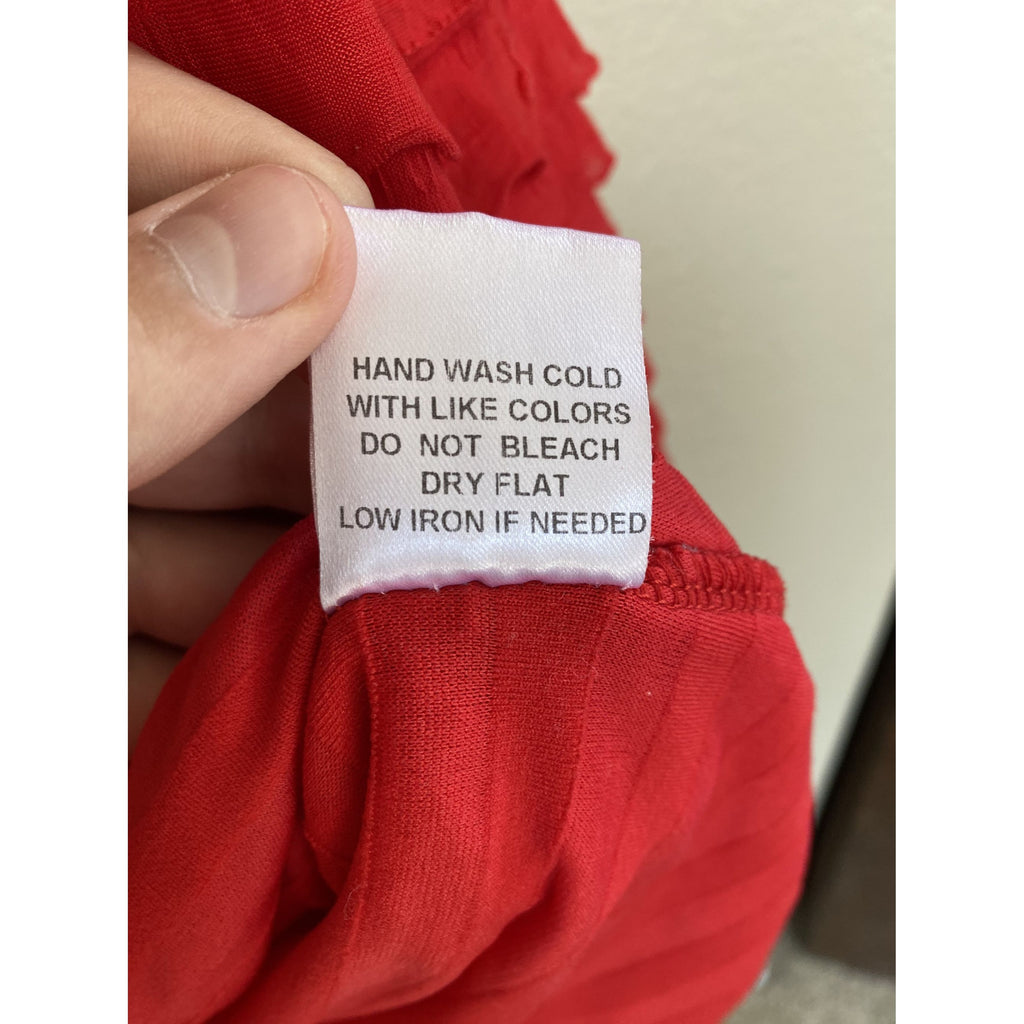 HAND WASH COLD
WITH LIKE COLORS
DO NOT BLEACH
DRY FLAT
LOW IRON IF NEEDED